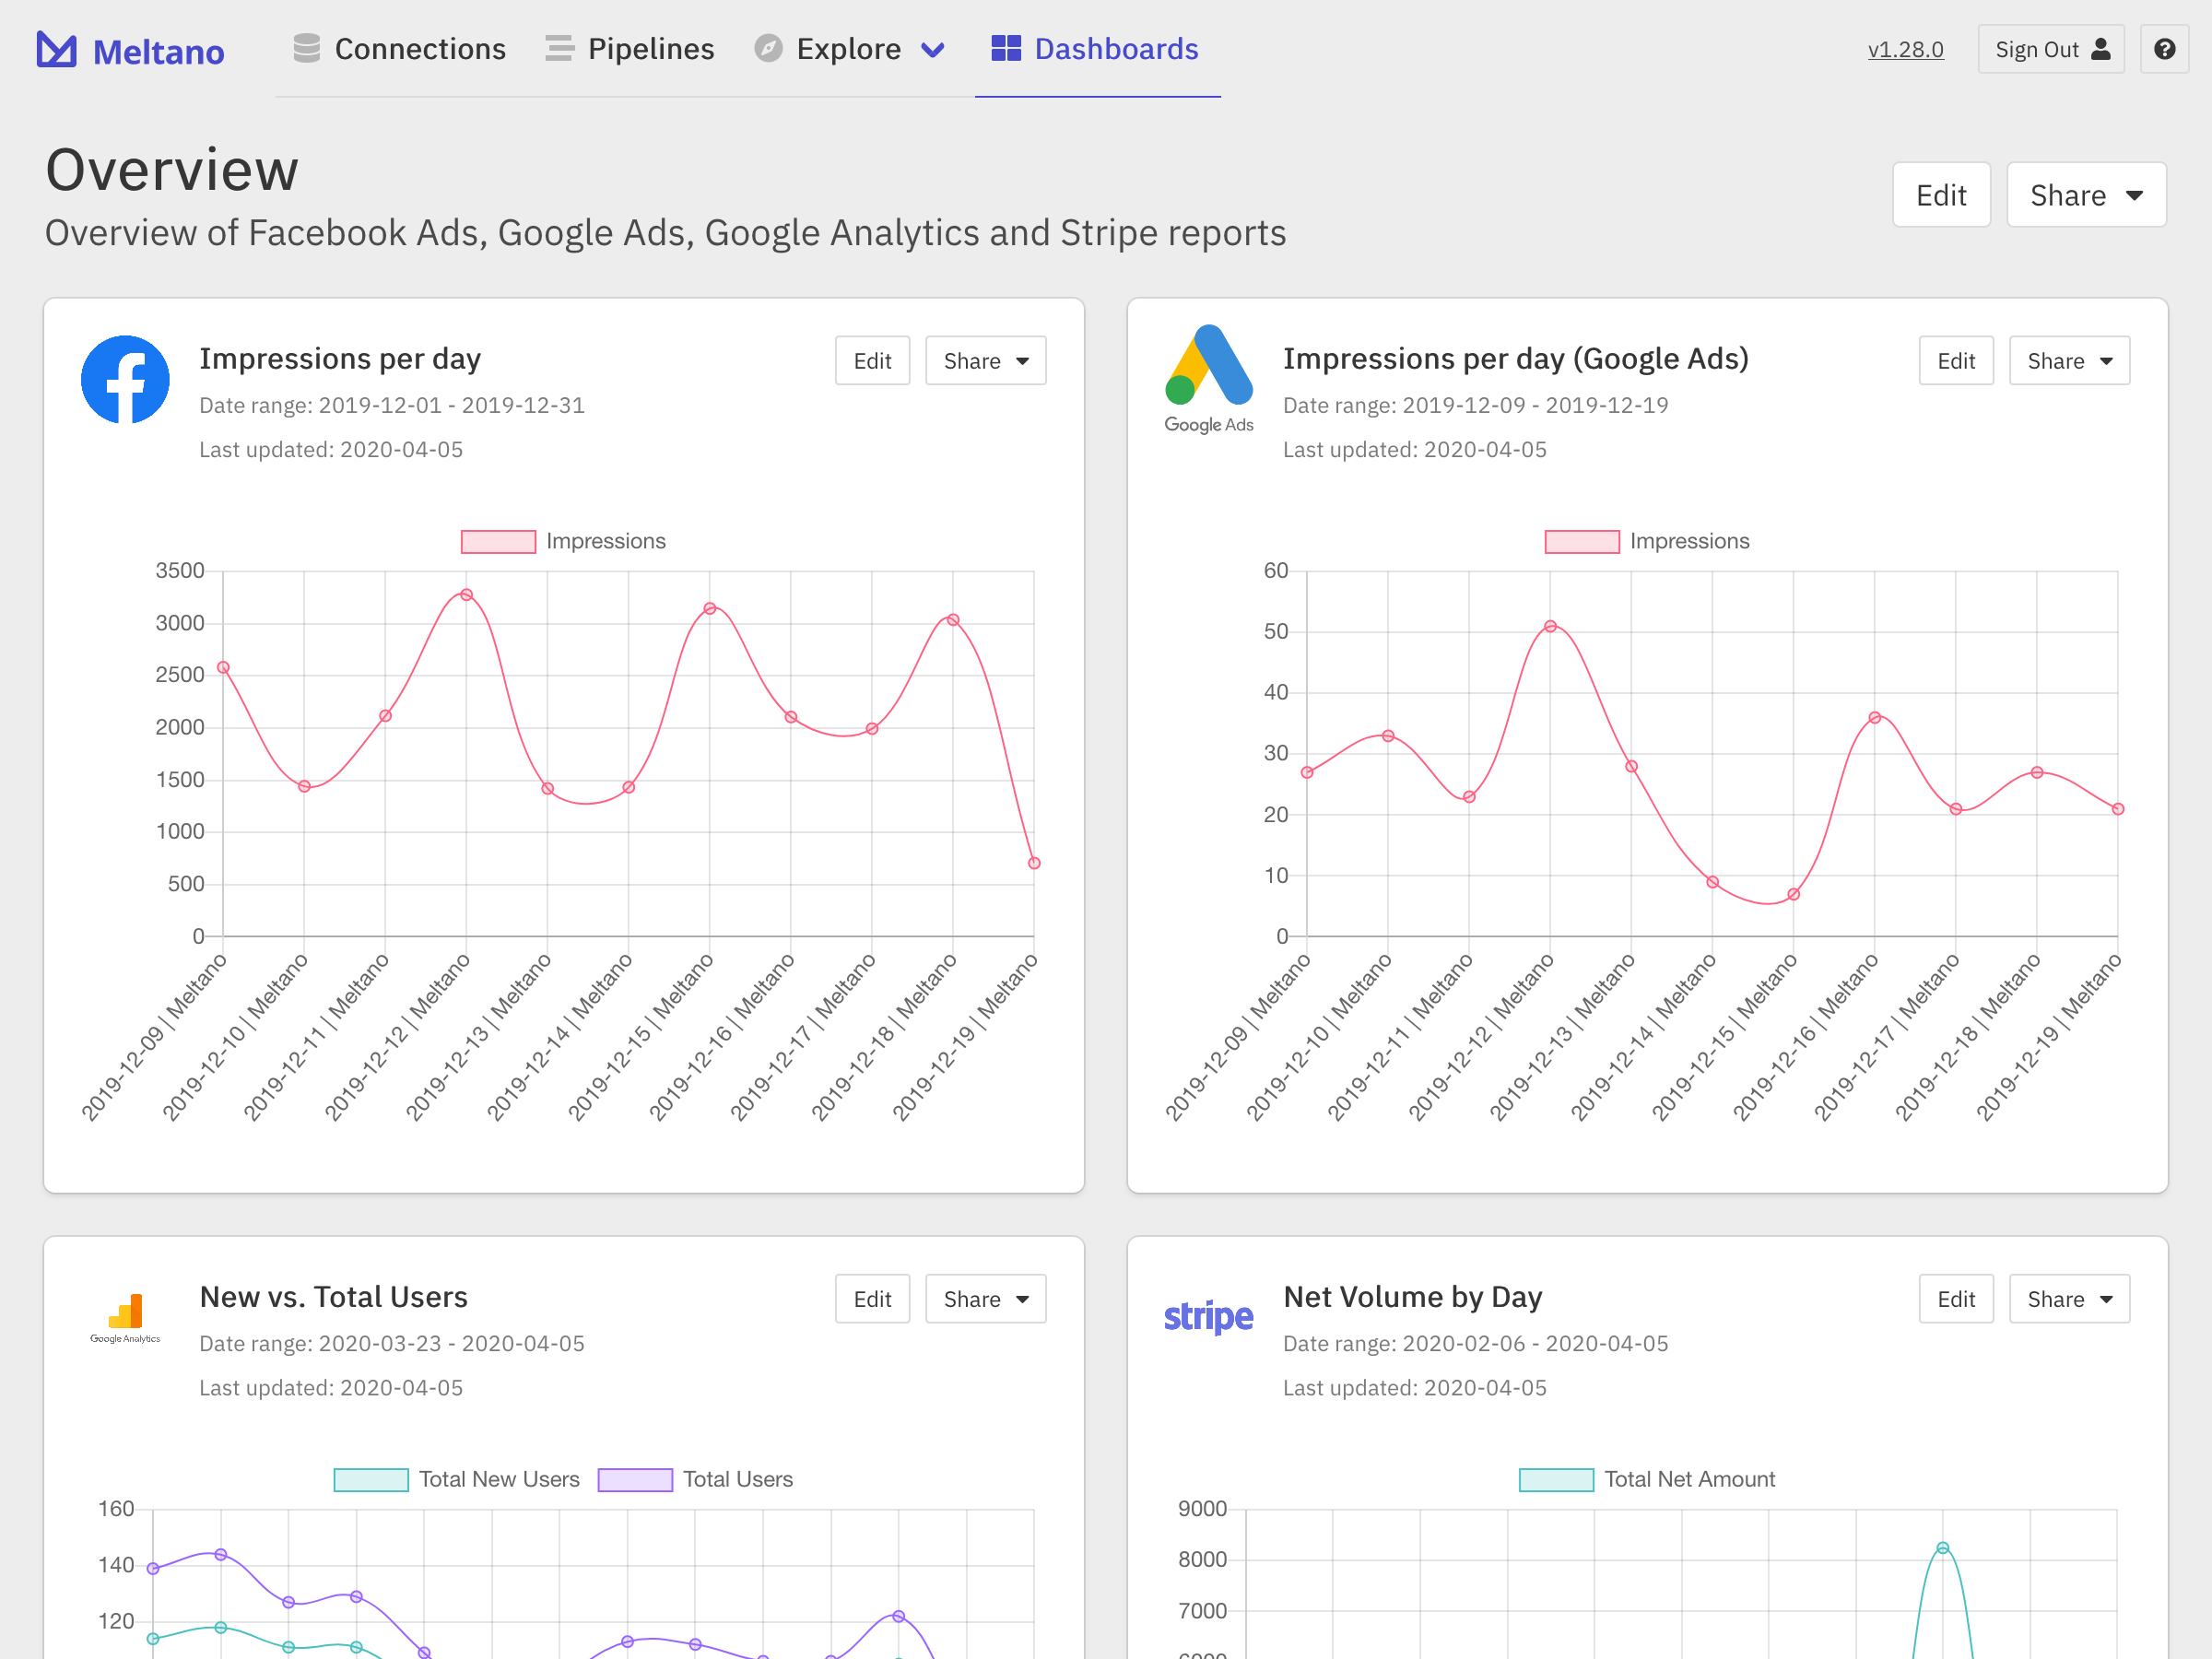 Meltano Connections Pipelines Explore Dashboards v1.28.0 Sign Out ?
Overview
Overview of Facebook Ads, Google Ads, Google Analytics and Stripe reports
Edit Share
Impressions per day
Date range: 2019-12-01 - 2019-12-31
Last updated: 2020-04-05
Edit Share
Impressions
3500
3000
2500
2000
1500
1000
500
0
2019-12-09 | Meltano
2019-12-10 | Meltano
2019-12-11 | Meltano
2019-12-12 | Meltano
2019-12-13 | Meltano
2019-12-14 | Meltano
2019-12-15 | Meltano
2019-12-16 | Meltano
2019-12-17 | Meltano
2019-12-18 | Meltano
2019-12-19 | Meltano
Google Ads
Impressions per day (Google Ads)
Date range: 2019-12-09 - 2019-12-19
Last updated: 2020-04-05
Edit Share
Impressions
60
50
40
30
20
10
0
2019-12-09 | Meltano
2019-12-10 | Meltano
2019-12-11 | Meltano
2019-12-12 | Meltano
2019-12-13 | Meltano
2019-12-14 | Meltano
2019-12-15 | Meltano
2019-12-16 | Meltano
2019-12-17 | Meltano
2019-12-18 | Meltano
2019-12-19 | Meltano
Google Analytics
New vs. Total Users
Date range: 2020-03-23 - 2020-04-05
Last updated: 2020-04-05
Edit Share
Total New Users Total Users
160
140
120
stripe
Net Volume by Day
Date range: 2020-02-06 - 2020-04-05
Last updated: 2020-04-05
Edit Share
Total Net Amount
9000
8000
7000